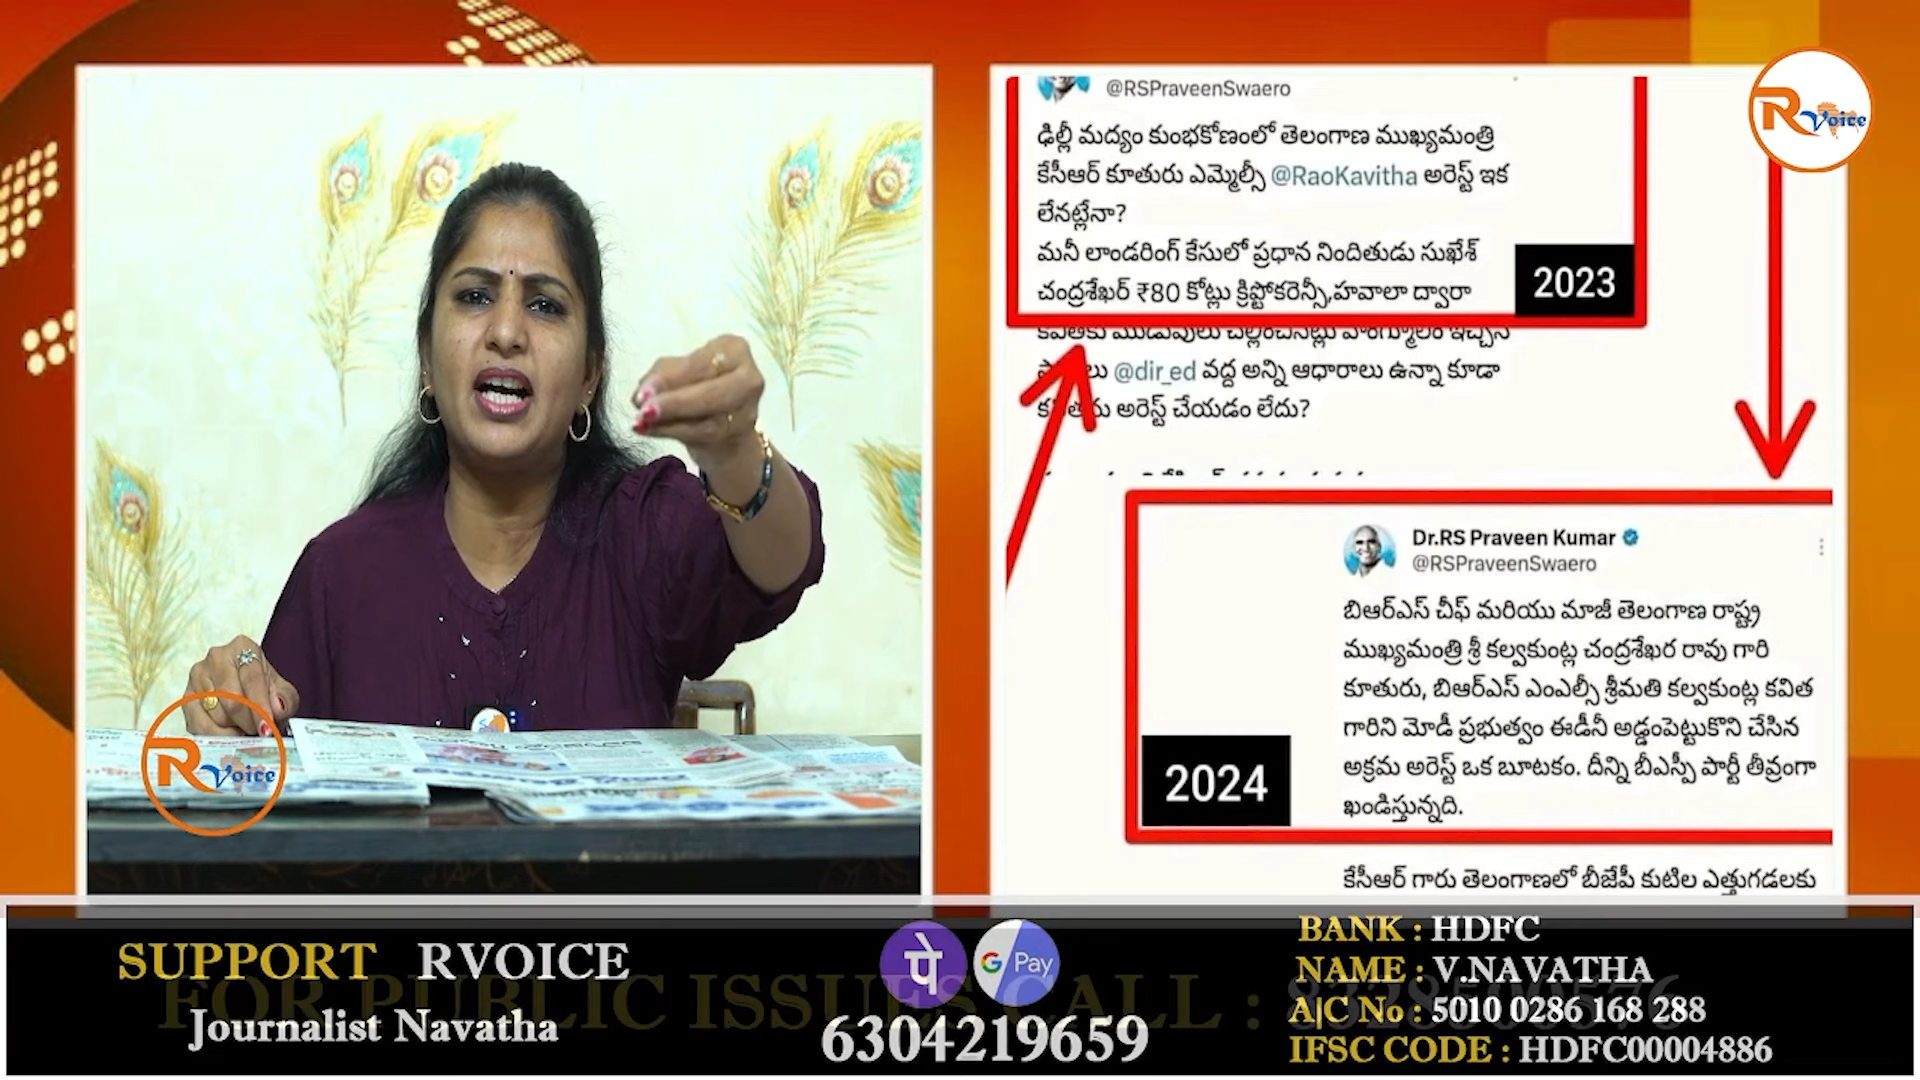 @RSPraveenSwaero
ఢిల్లీ మద్యం కుంభకోణంలో తెలంగాణ ముఖ్యమంత్రి
కేసీఆర్ కూతురు ఎమ్మెల్సీ @RaoKavitha అరెస్ట్ ఇక
లేనట్లేనా?
మనీ లాండరింగ్ కేసులో ప్రధాన నిందితుడు సుఖేశ్
చంద్రశేఖర్ ₹80 కోట్లు క్రిప్టోకరెన్సీ,హవాలా ద్వారా
2023
కవితకు ముడుపులు చెల్లించినట్లు వాంగ్మూలం ఇచ్చిన
@dir_ed వద్ద అన్ని ఆధారాలు ఉన్నా కూడా
అరెస్ట్ చేయడం లేదు?
Dr.RS Praveen Kumar
@RSPraveenSwaero
బిఆర్ఎస్ చీఫ్ మరియు మాజీ తెలంగాణ రాష్ట్ర
ముఖ్యమంత్రి శ్రీ కల్వకుంట్ల చంద్రశేఖర రావు గారి
కూతురు, బిఆర్ఎస్ ఎంఎల్సీ శ్రీమతి కల్వకుంట్ల కవిత
గారిని మోడీ ప్రభుత్వం ఈడీనీ అడ్డంపెట్టుకొని చేసిన
అక్రమ అరెస్ట్ ఒక బూటకం. దీన్ని బీఎస్పీ పార్టీ తీవ్రంగా
ఖండిస్తున్నది.
2024
కేసీఆర్ గారు తెలంగాణలో బీజేపీ కుటిల ఎత్తుగడలకు
RVoice
RVoice
SUPPORT RVOICE
FOR PUBLIC ISSUES CALL :
Journalist Navatha
पे
G Pay
6304219659
BANK : HDFC
NAME : V.NAVATHA
A|C No : 5010 0286 168 288
IFSC CODE : HDFC00004886